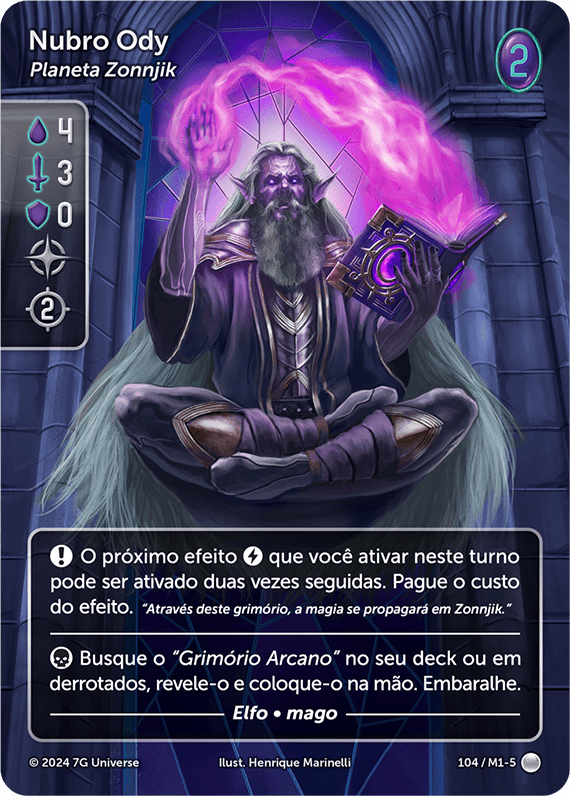 Nubro Ody
Planeta Zonnjik
2
4
3
0
2
O próximo efeito que você ativar neste turno
pode ser ativado duas vezes seguidas. Pague o custo
do efeito. "Através deste grimório, a magia se propagará em Zonnjik."
Busque o "Grimório Arcano" no seu deck ou em
derrotados, revele-o e coloque-o na mão. Embaralhe.
Elfo • mago
© 2024 7G Universe Ilust. Henrique Marinelli 104 / M1-5